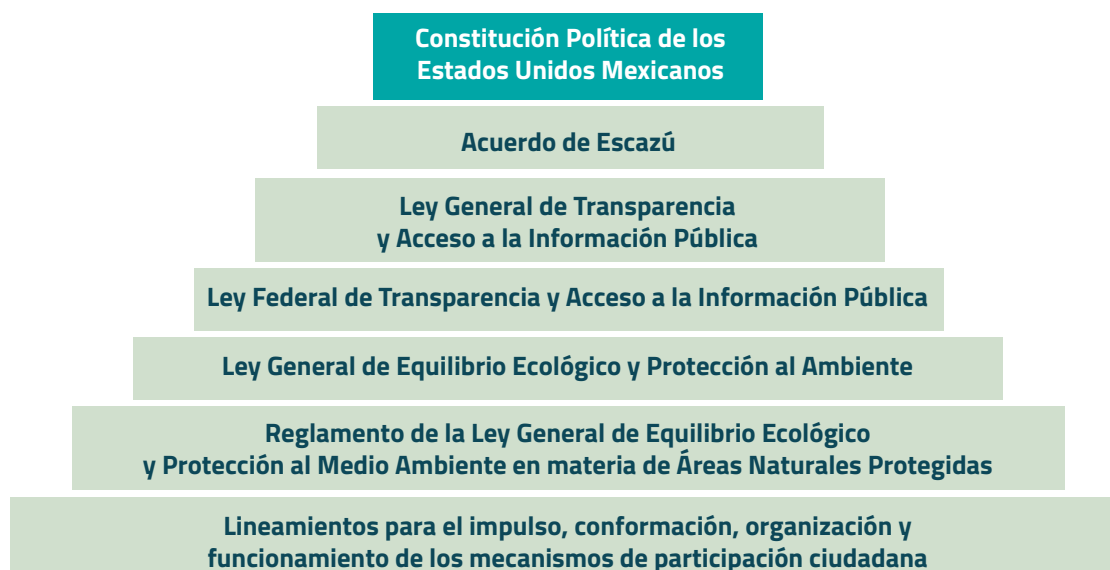 Constitución Política de los
Estados Unidos Mexicanos
Acuerdo de Escazú
Ley General de Transparencia
y Acceso a la Información Pública
Ley Federal de Transparencia y Acceso a la Información Pública
Ley General de Equilibrio Ecológico y Protección al Ambiente
Reglamento de la Ley General de Equilibrio Ecológico
y Protección al Medio Ambiente en materia de Áreas Naturales Protegidas
Lineamientos para el impulso, conformación, organización y
funcionamiento de los mecanismos de participación ciudadana